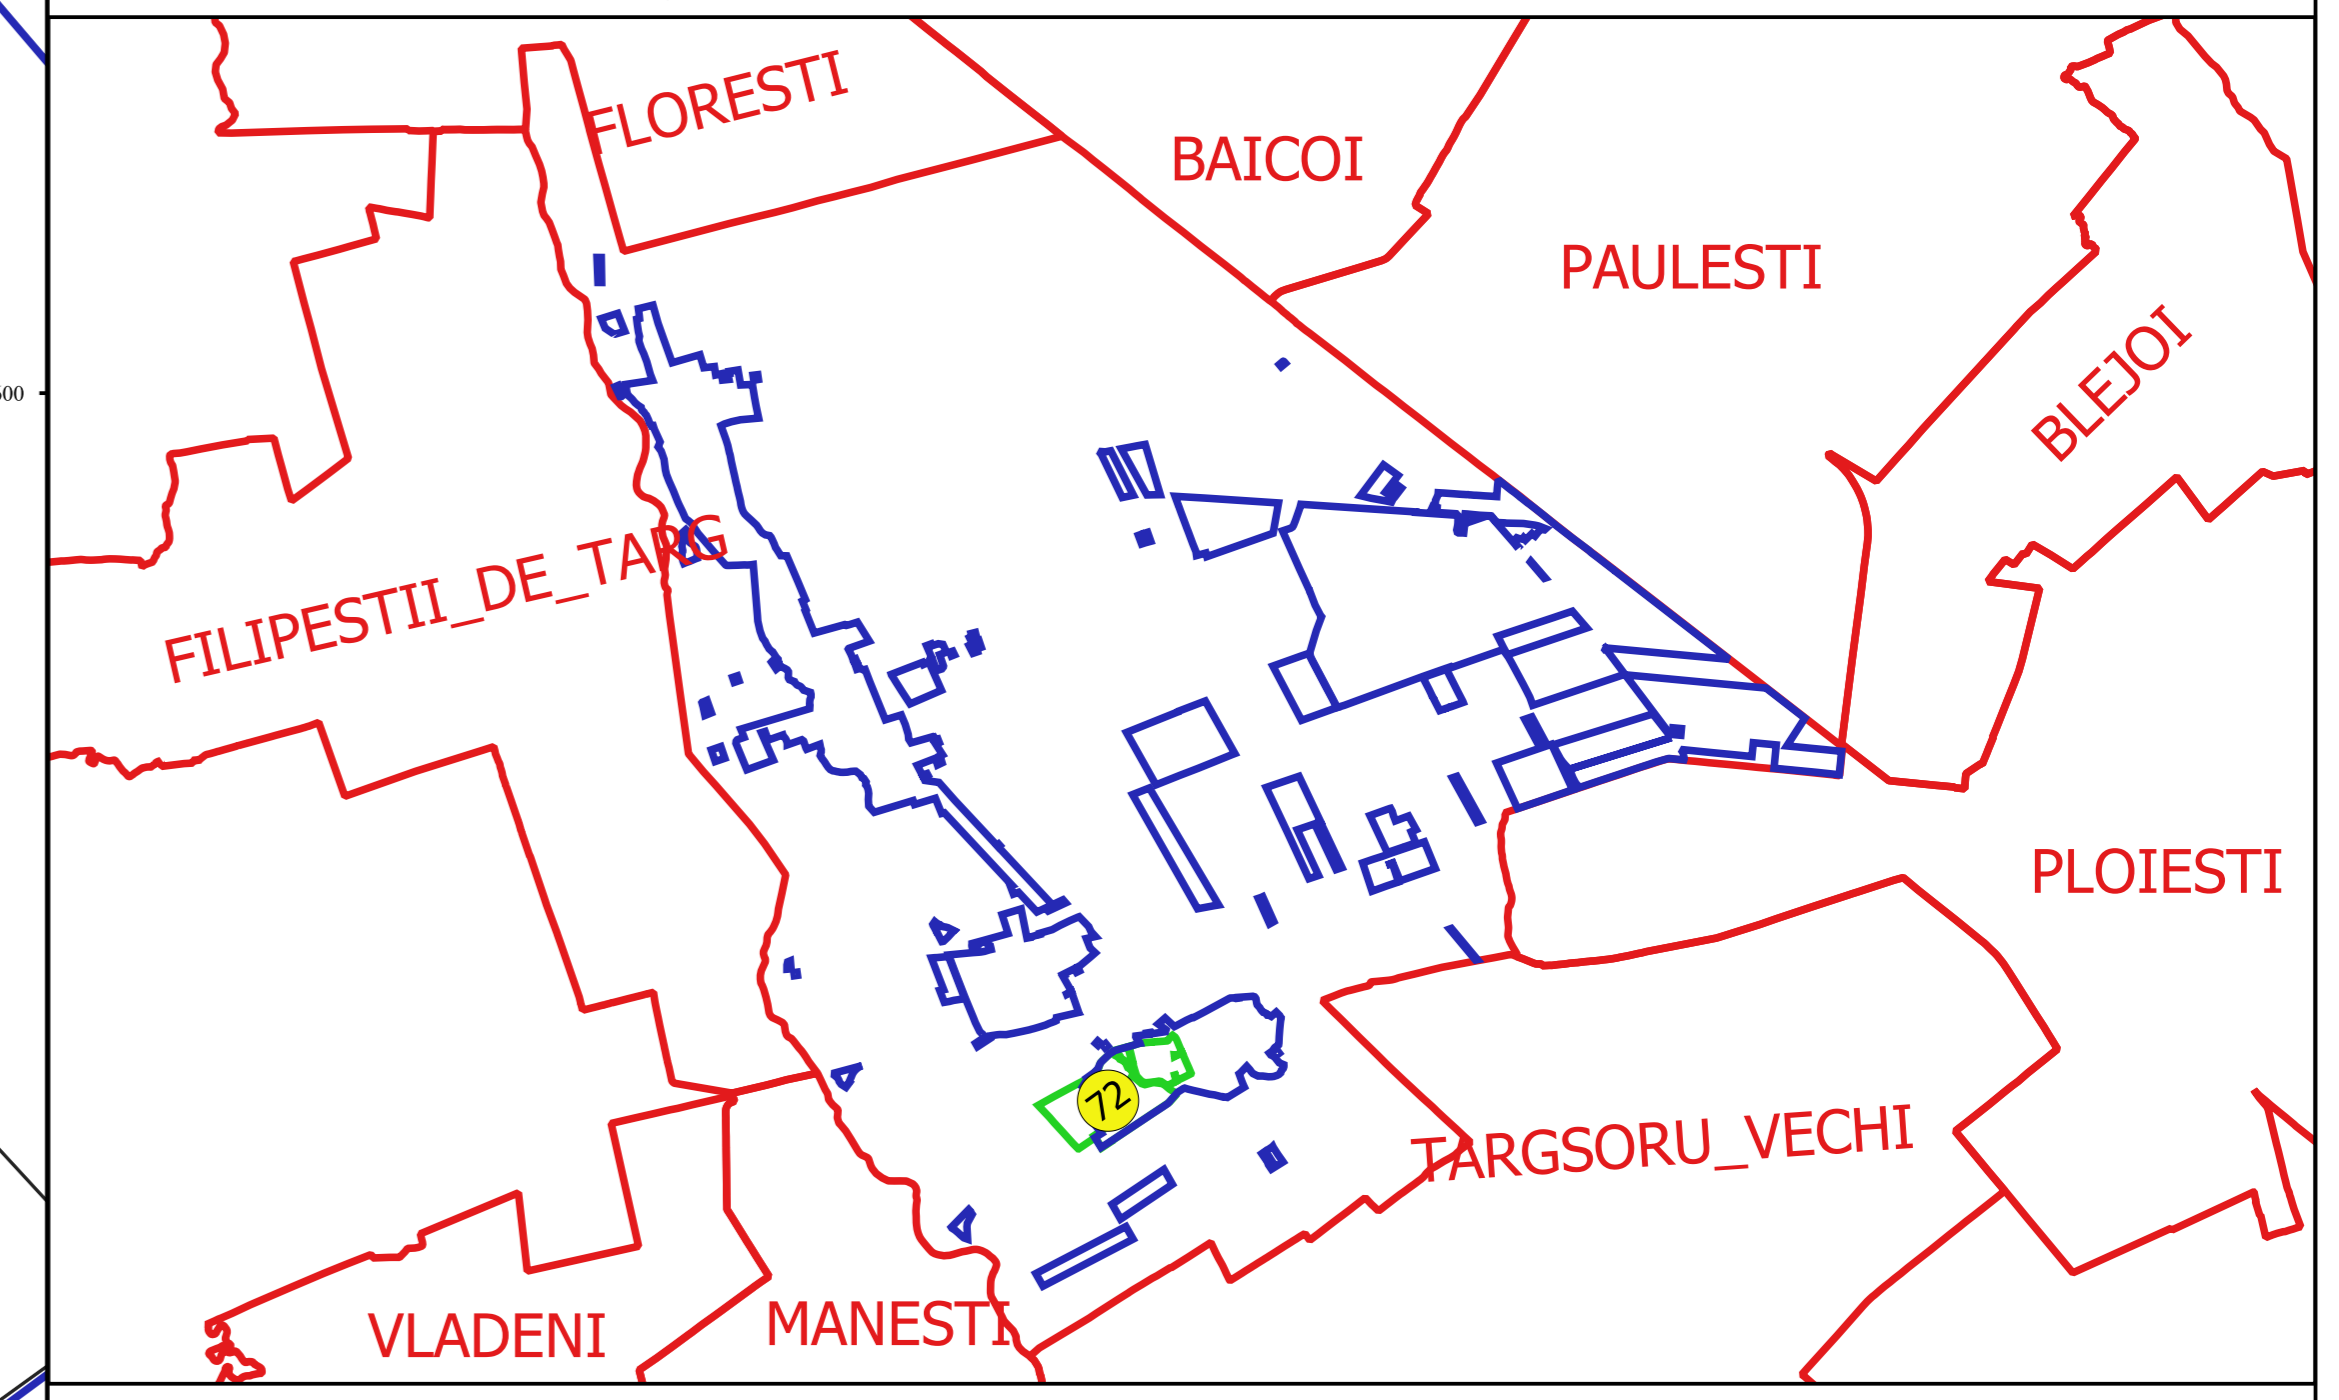 FLORESTI
BAICOI
PAULESTI
BLEJOI
FILIPESTII_DE_TARG
PLOIESTI
72
TARGSORU_VECHI
VLADENI
MANESTI